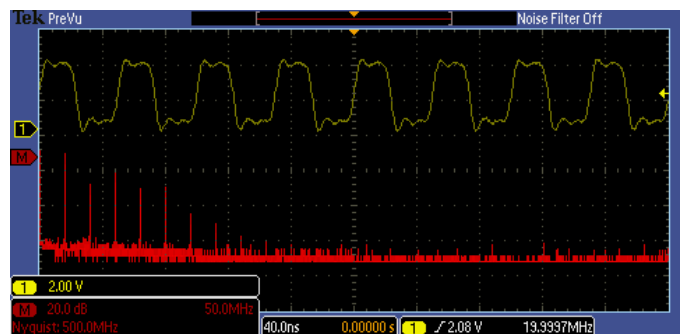 Tek PreVu Noise Filter Off
1
M
1 2.00 V
M 20.0 dB 50.0MHz
Nyquist: 500.0MHz
40.0ns 0.00000 s 1 2.08 V 19.9997MHz